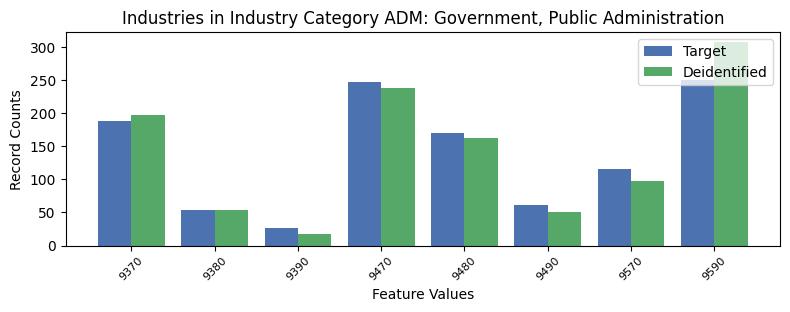 Industries in Industry Category ADM: Government, Public Administration
Target
Deidentified
Record Counts
300
250
200
150
100
50
0
9370 9380 9390 9470 9480 9490 9570 9590
Feature Values